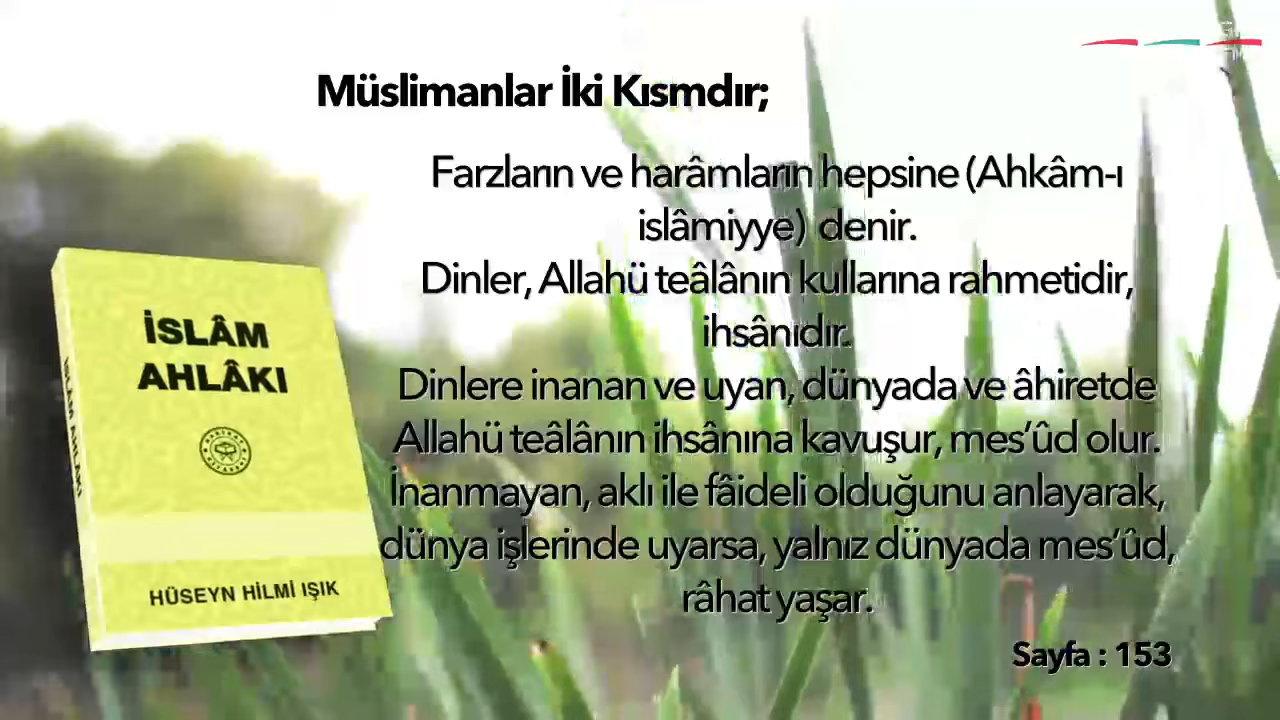 Müslimanlar İki Kısmdır;
Farzların ve harâmların hepsine (Ahkâm-ı
islâmiyye) denir.
Dinler, Allahü teâlânın kullarına rahmetidir,
ihsânıdır.
Dinlere inanan ve uyan, dünyada ve âhiretde
Allahü teâlânın ihsânına kavuşur, mes’ûd olur.
İnanmayan, aklı ile fâideli olduğunu anlayarak,
dünya işlerinde uyarsa, yalnız dünyada mes’ûd,
râhat yaşar.
Sayfa : 153
İSLÂM
AHLÂKI
HÜSEYN HİLMİ IŞIK
İSLÂM AHLÂKI